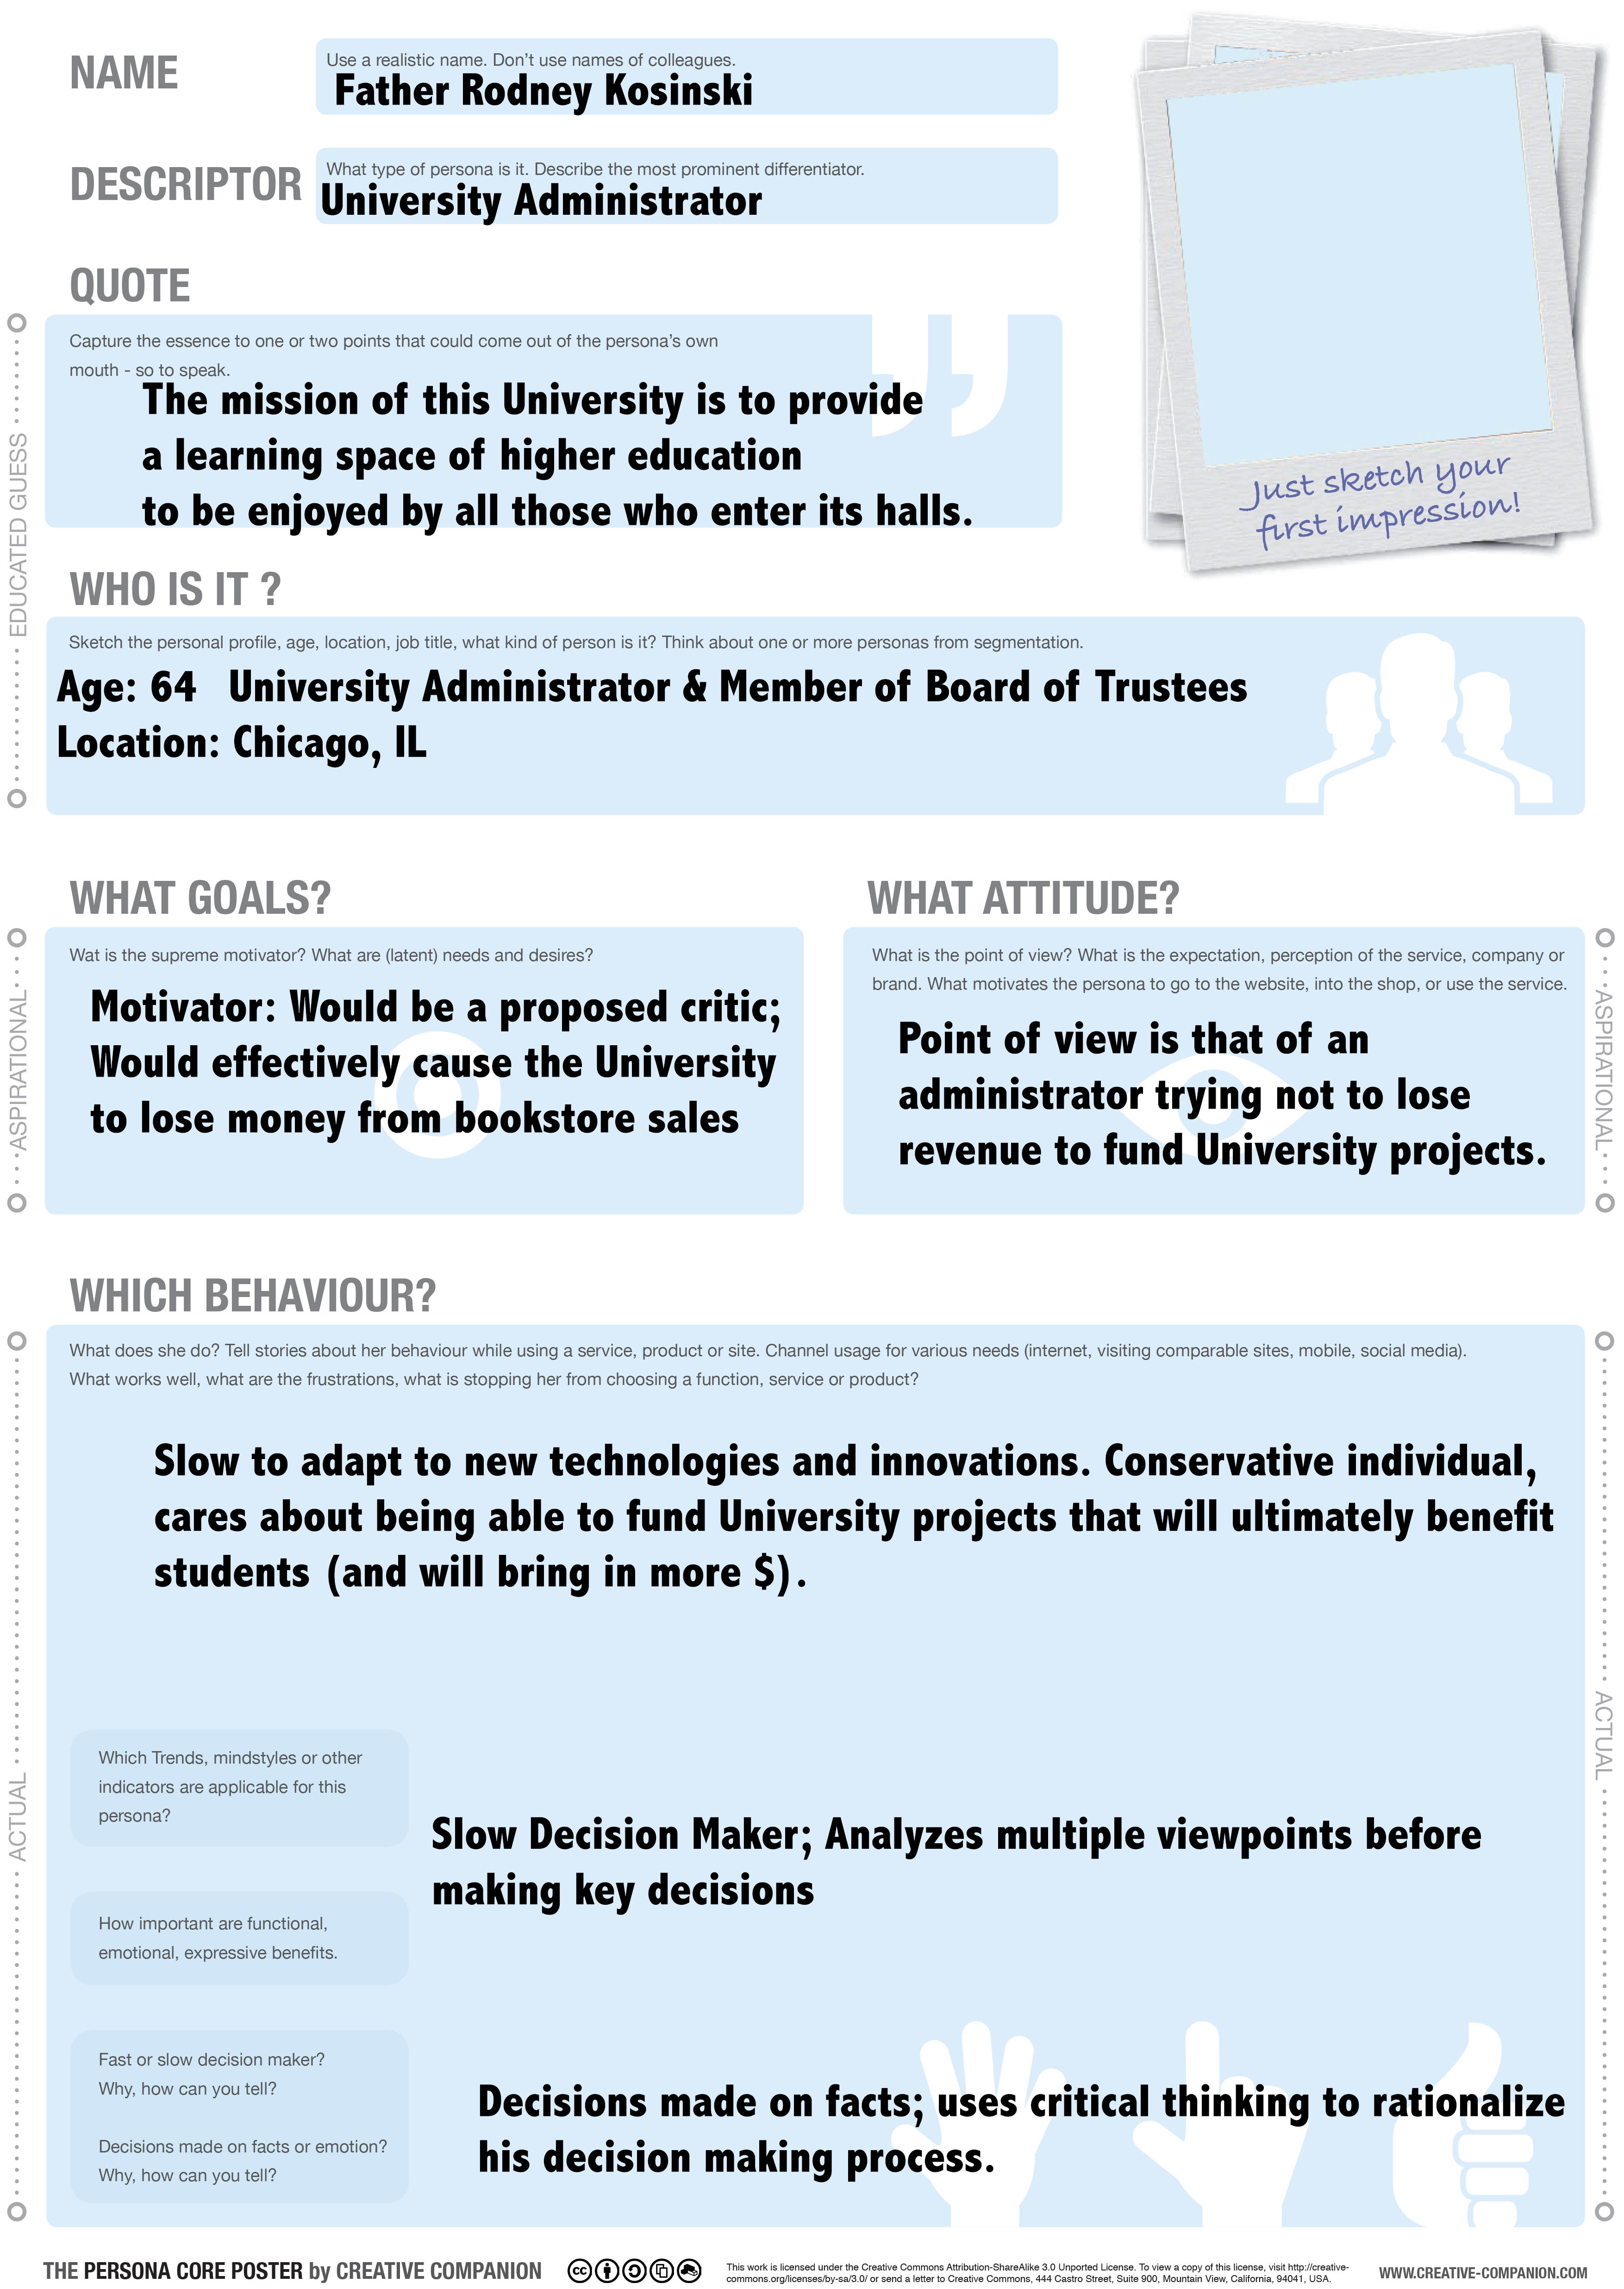 NAME
Use a realistic name. Don't use names of colleagues.
Father Rodney Kosinski
DESCRIPTOR
What type of persona is it. Describe the most prominent differentiator.
University Administrator
Just sketch your
first impression!
QUOTE
Capture the essence to one or two points that could come out of the persona's own
mouth - so to speak.
The mission of this University is to provide
a learning space of higher education
to be enjoyed by all those who enter its halls.
EDUCATED GUESS
WHO IS IT ?
Sketch the personal profile, age, location, job title, what kind of person is it? Think about one or more personas from segmentation.
Age: 64 University Administrator & Member of Board of Trustees
Location: Chicago, IL
WHAT GOALS?
Wat is the supreme motivator? What are (latent) needs and desires?
Motivator: Would be a proposed critic;
Would effectively cause the University
to lose money from bookstore sales
ASPIRATIONAL
WHAT ATTITUDE?
What is the point of view? What is the expectation, perception of the service, company or
brand. What motivates the persona to go to the website, into the shop, or use the service.
Point of view is that of an
administrator trying not to lose
revenue to fund University projects.
ASPIRATIONAL
WHICH BEHAVIOUR?
What does she do? Tell stories about her behaviour while using a service, product or site. Channel usage for various needs (internet, visiting comparable sites, mobile, social media).
What works well, what are the frustrations, what is stopping her from choosing a function, service or product?
Slow to adapt to new technologies and innovations. Conservative individual,
cares about being able to fund University projects that will ultimately benefit
students (and will bring in more $).
ACTUAL
ACTUAL
Which Trends, mindstyles or other
indicators are applicable for this
persona?
Slow Decision Maker; Analyzes multiple viewpoints before
making key decisions
How important are functional,
emotional, expressive benefits.
Fast or slow decision maker?
Why, how can you tell?
Decisions made on facts or emotion?
Why, how can you tell?
Decisions made on facts; uses critical thinking to rationalize
his decision making process.
THE PERSONA CORE POSTER by CREATIVE COMPANION
cc
This work is licensed under the Creative Commons Attribution-ShareAlike 3.0 Unported License. To view a copy of this license, visit http://creative-
commons.org/licenses/by-sa/3.0/ or send a letter to Creative Commons, 444 Castro Street, Suite 900, Mountain View, California, 94041, USA.
WWW.CREATIVE-COMPANION.COM